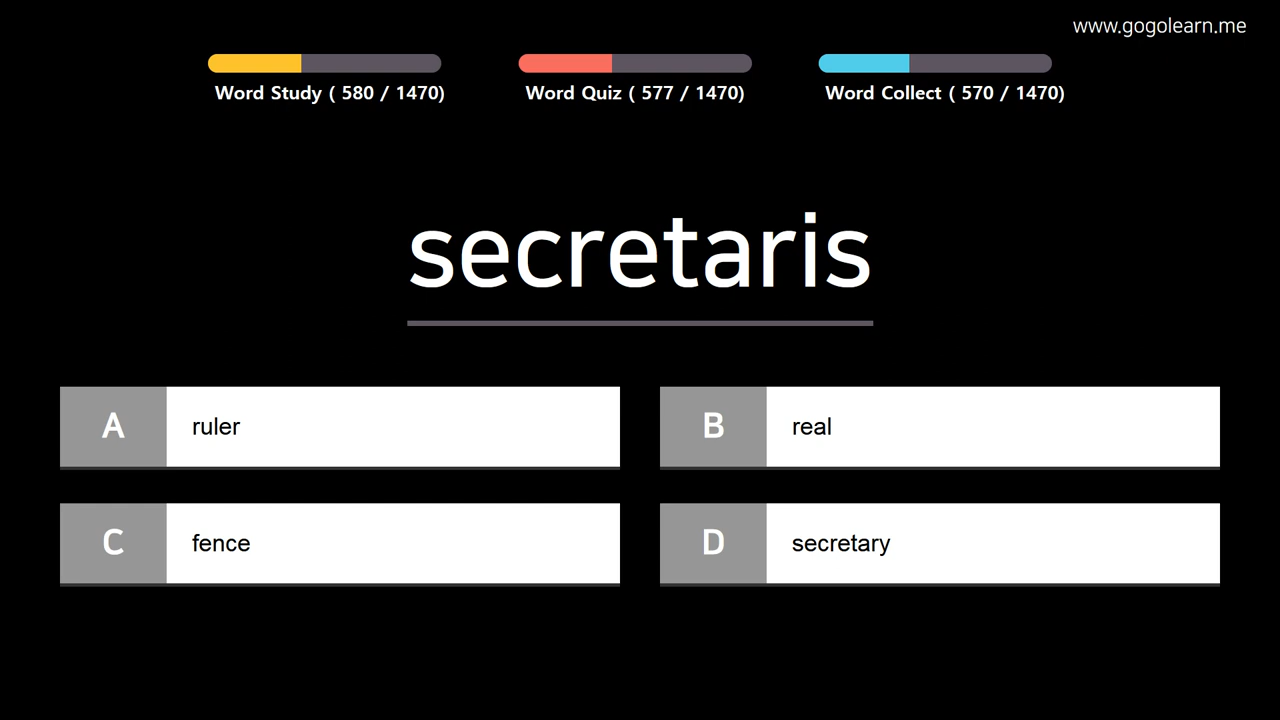 www.gogolearn.me
Word Study ( 580 / 1470)
Word Quiz ( 577 / 1470)
Word Collect ( 570 / 1470)
secretaris
A ruler
B real
C fence
D secretary